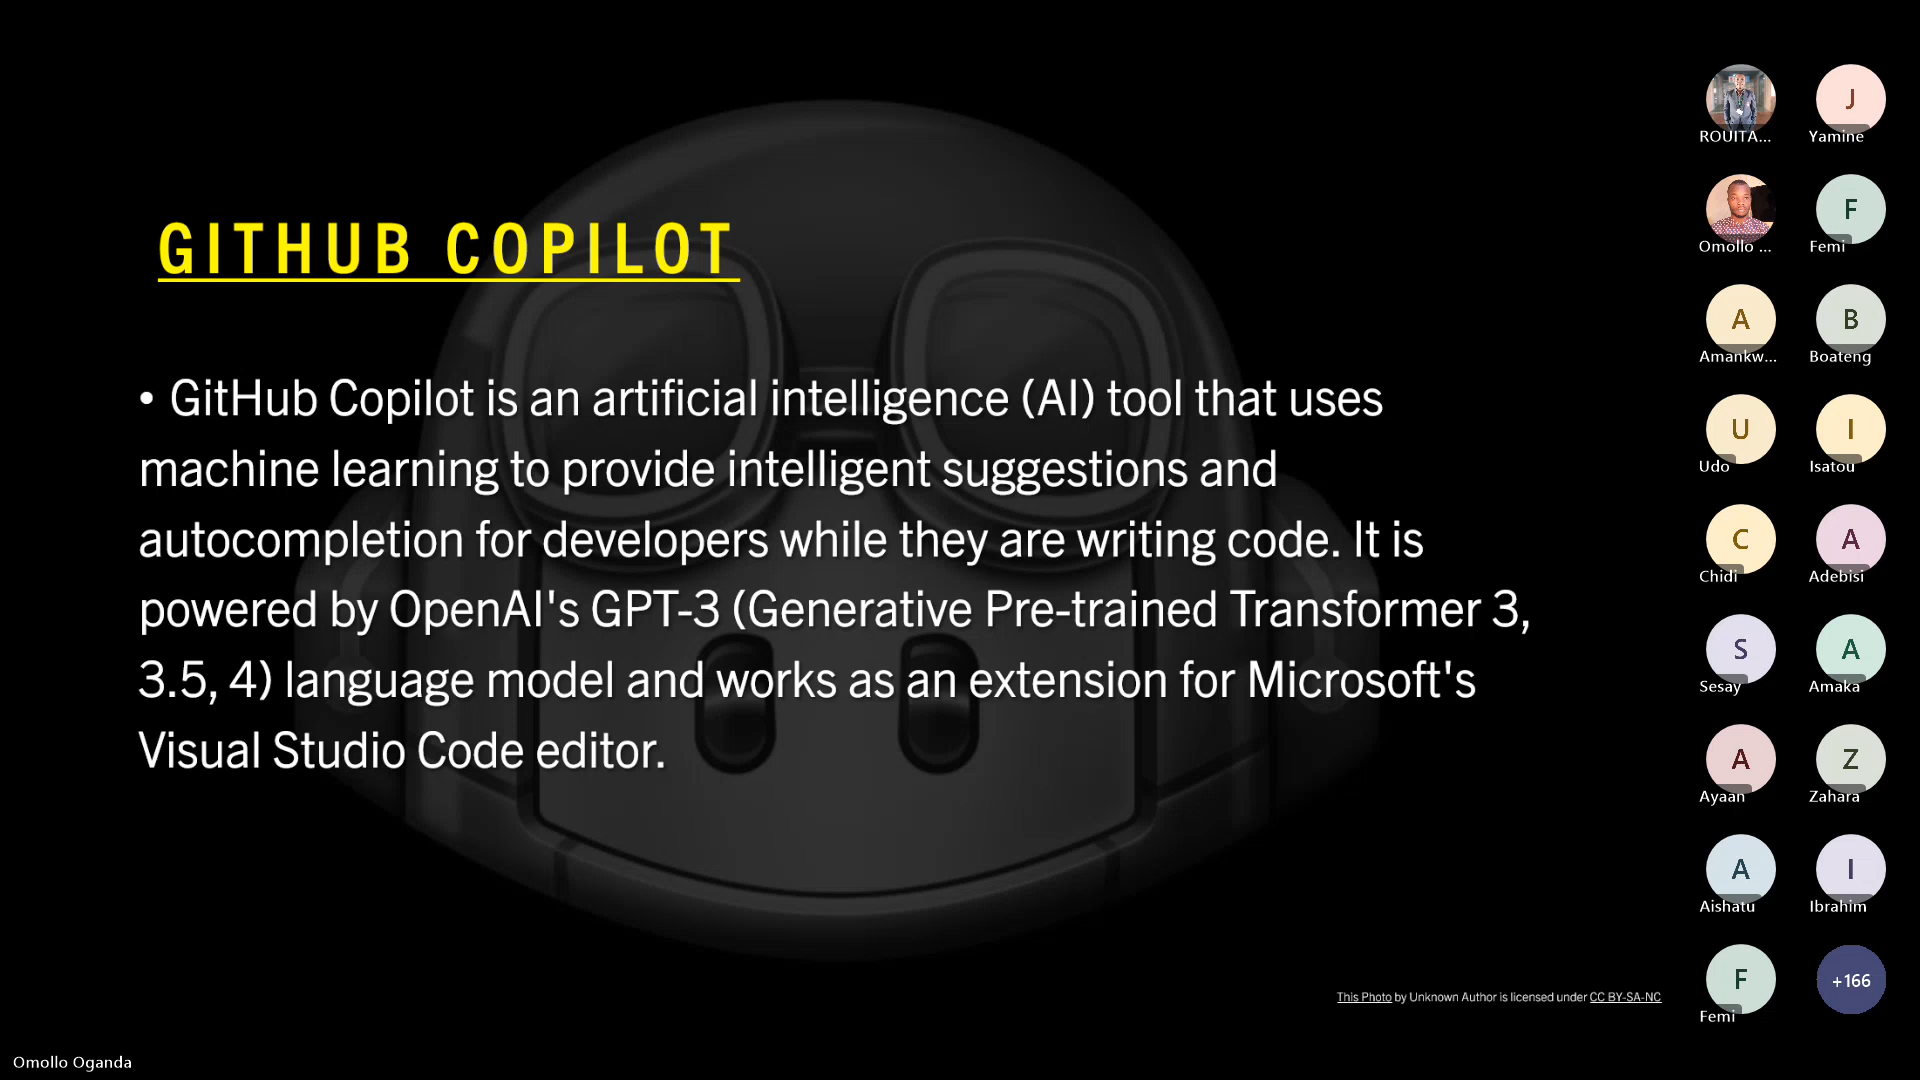 GITHUB COPILOT
• GitHub Copilot is an artificial intelligence (AI) tool that uses
machine learning to provide intelligent suggestions and
autocompletion for developers while they are writing code. It is
powered by OpenAI's GPT-3 (Generative Pre-trained Transformer 3,
3.5, 4) language model and works as an extension for Microsoft's
Visual Studio Code editor.
This Photo by Unknown Author is licensed under CC BY-SA-NC
Omollo Oganda
ROUITA...
J
Yamine
Omollo ...
F
Femi
A
Amankw...
B
Boateng
U
Udo
I
Isatou
C
Chidi
A
Adebisi
S
Sesay
A
Amaka
A
Ayaan
Z
Zahara
A
Aishatu
I
Ibrahim
F
Femi
+166